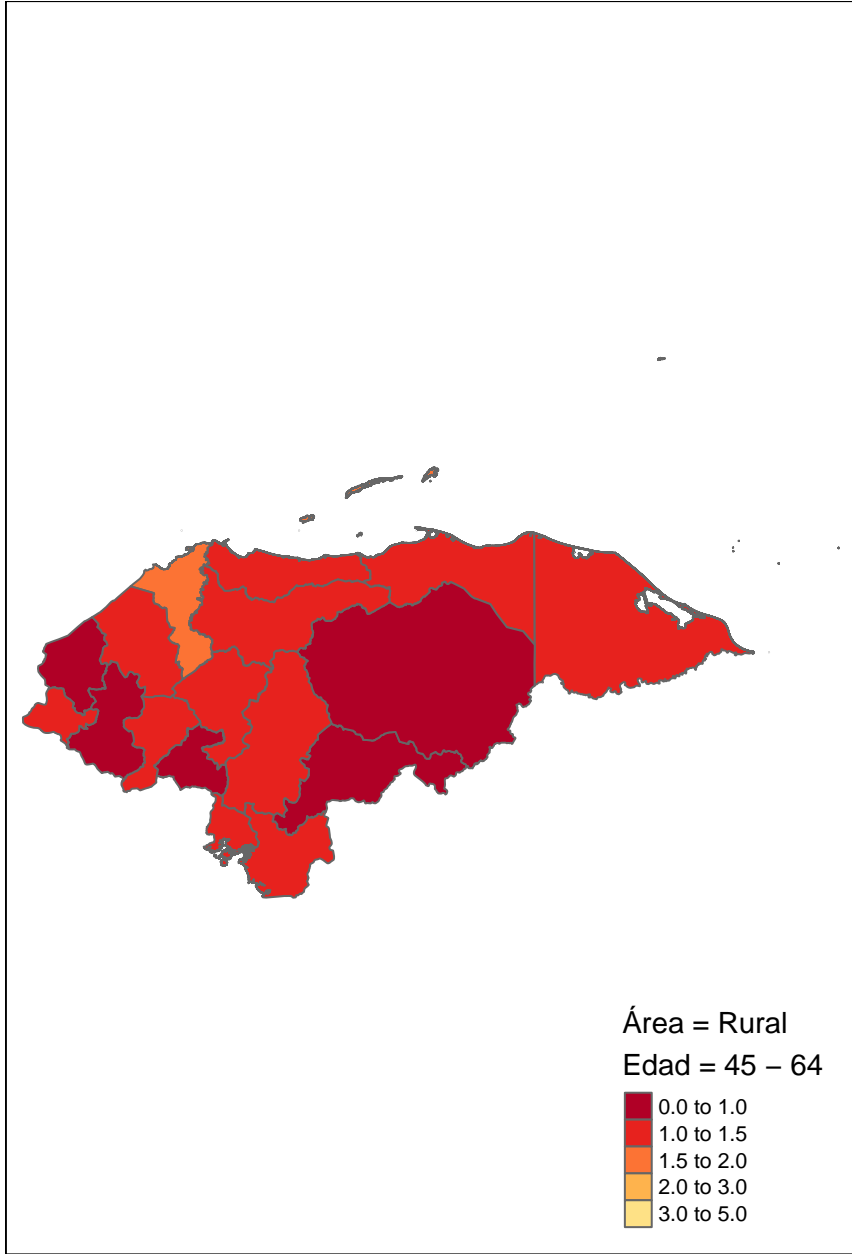 Área = Rural
Edad = 45 – 64
0.0 to 1.0
1.0 to 1.5
1.5 to 2.0
2.0 to 3.0
3.0 to 5.0